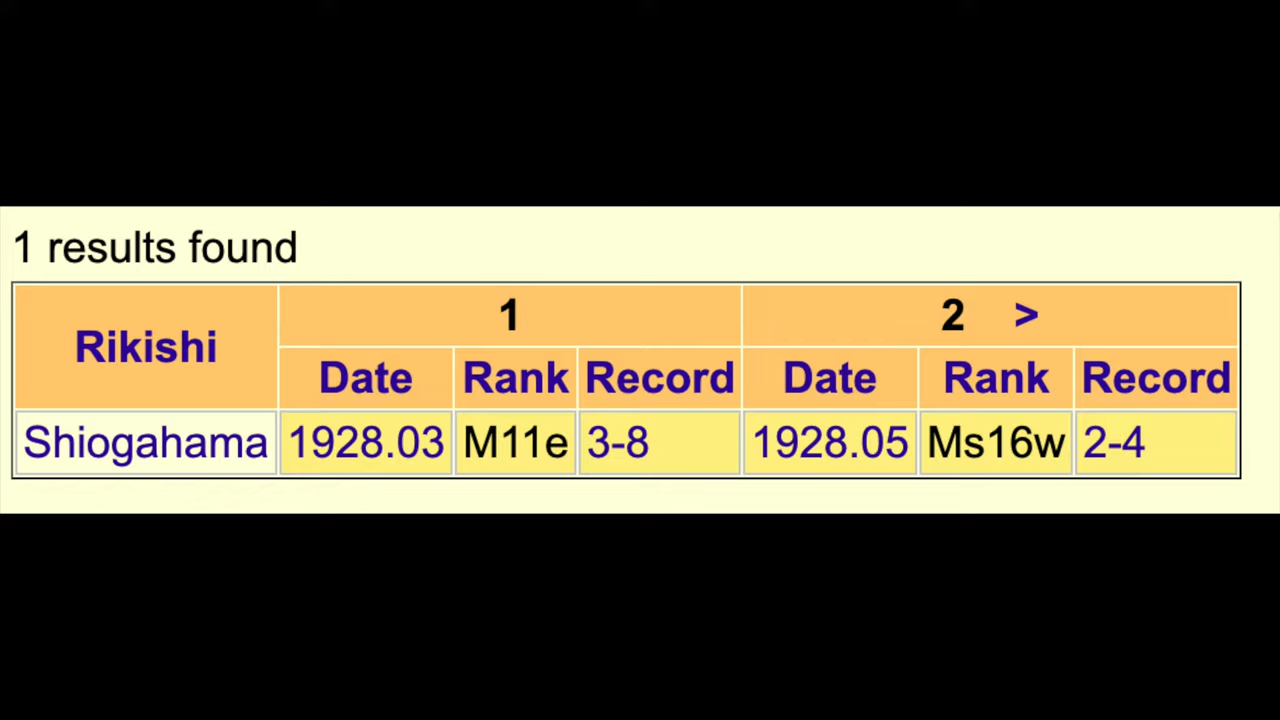 1 results found
Rikishi 1 2 >
Date Rank Record Date Rank Record
Shiogahama 1928.03 M11e 3-8 1928.05 Ms16w 2-4